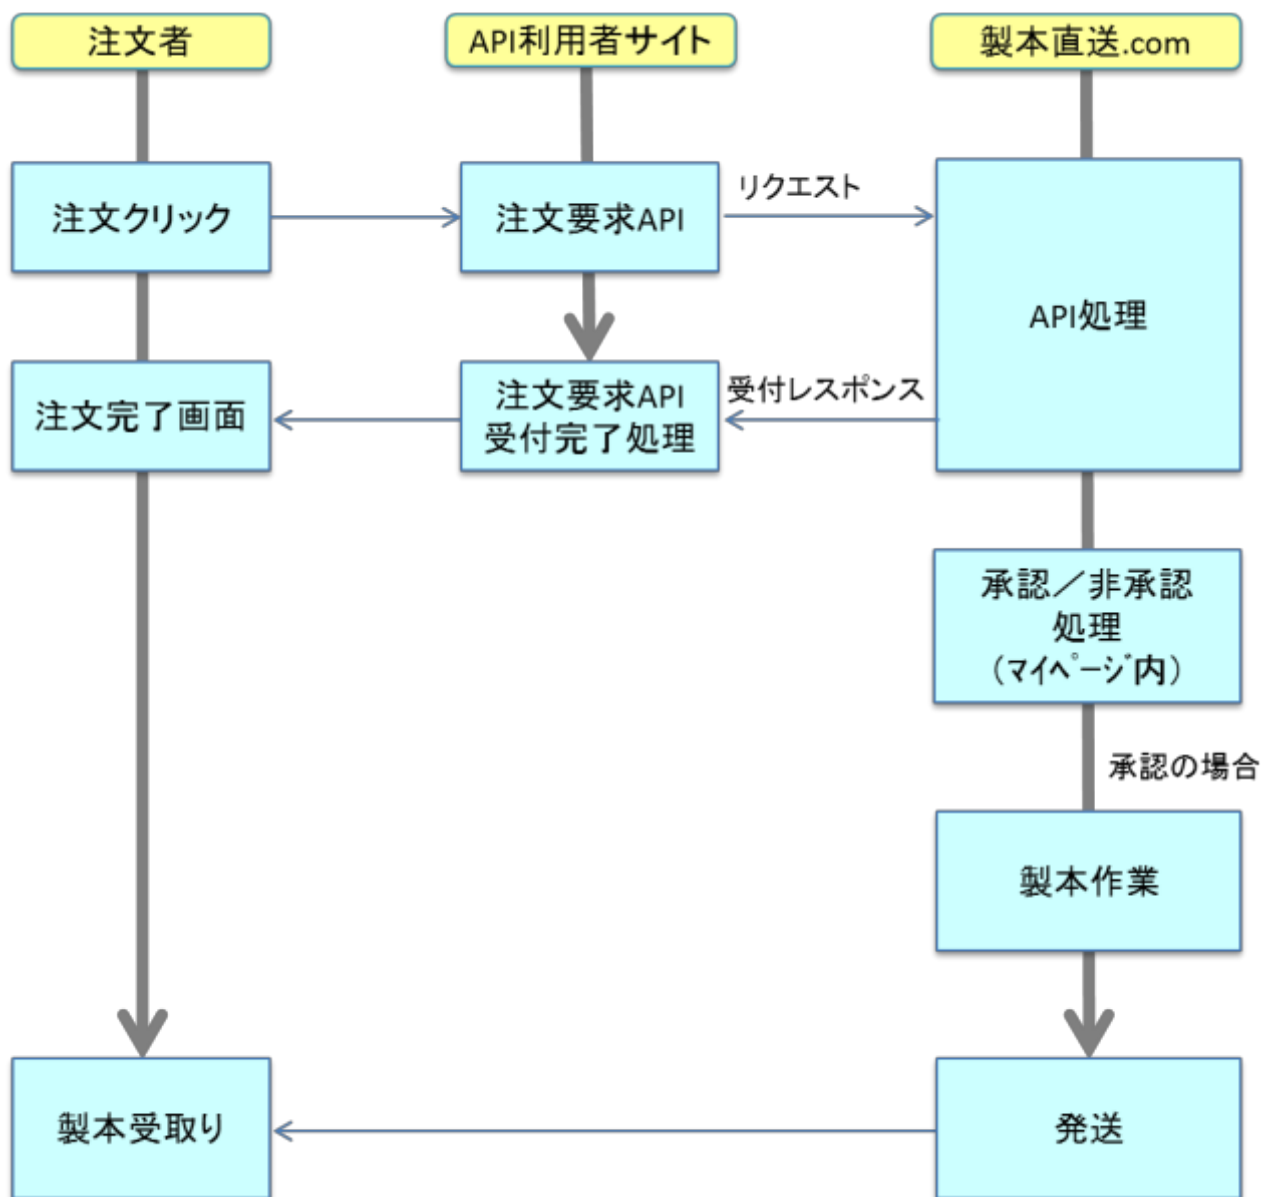 注文者
API利用者サイト
製本直送.com
注文クリック
注文要求API
リクエスト
API処理
注文完了画面
注文要求API
受付完了処理
受付レスポンス
承認／非承認
処理
(ﾏｲﾍﾟｰｼﾞ内)
承認の場合
製本作業
製本受取り
発送